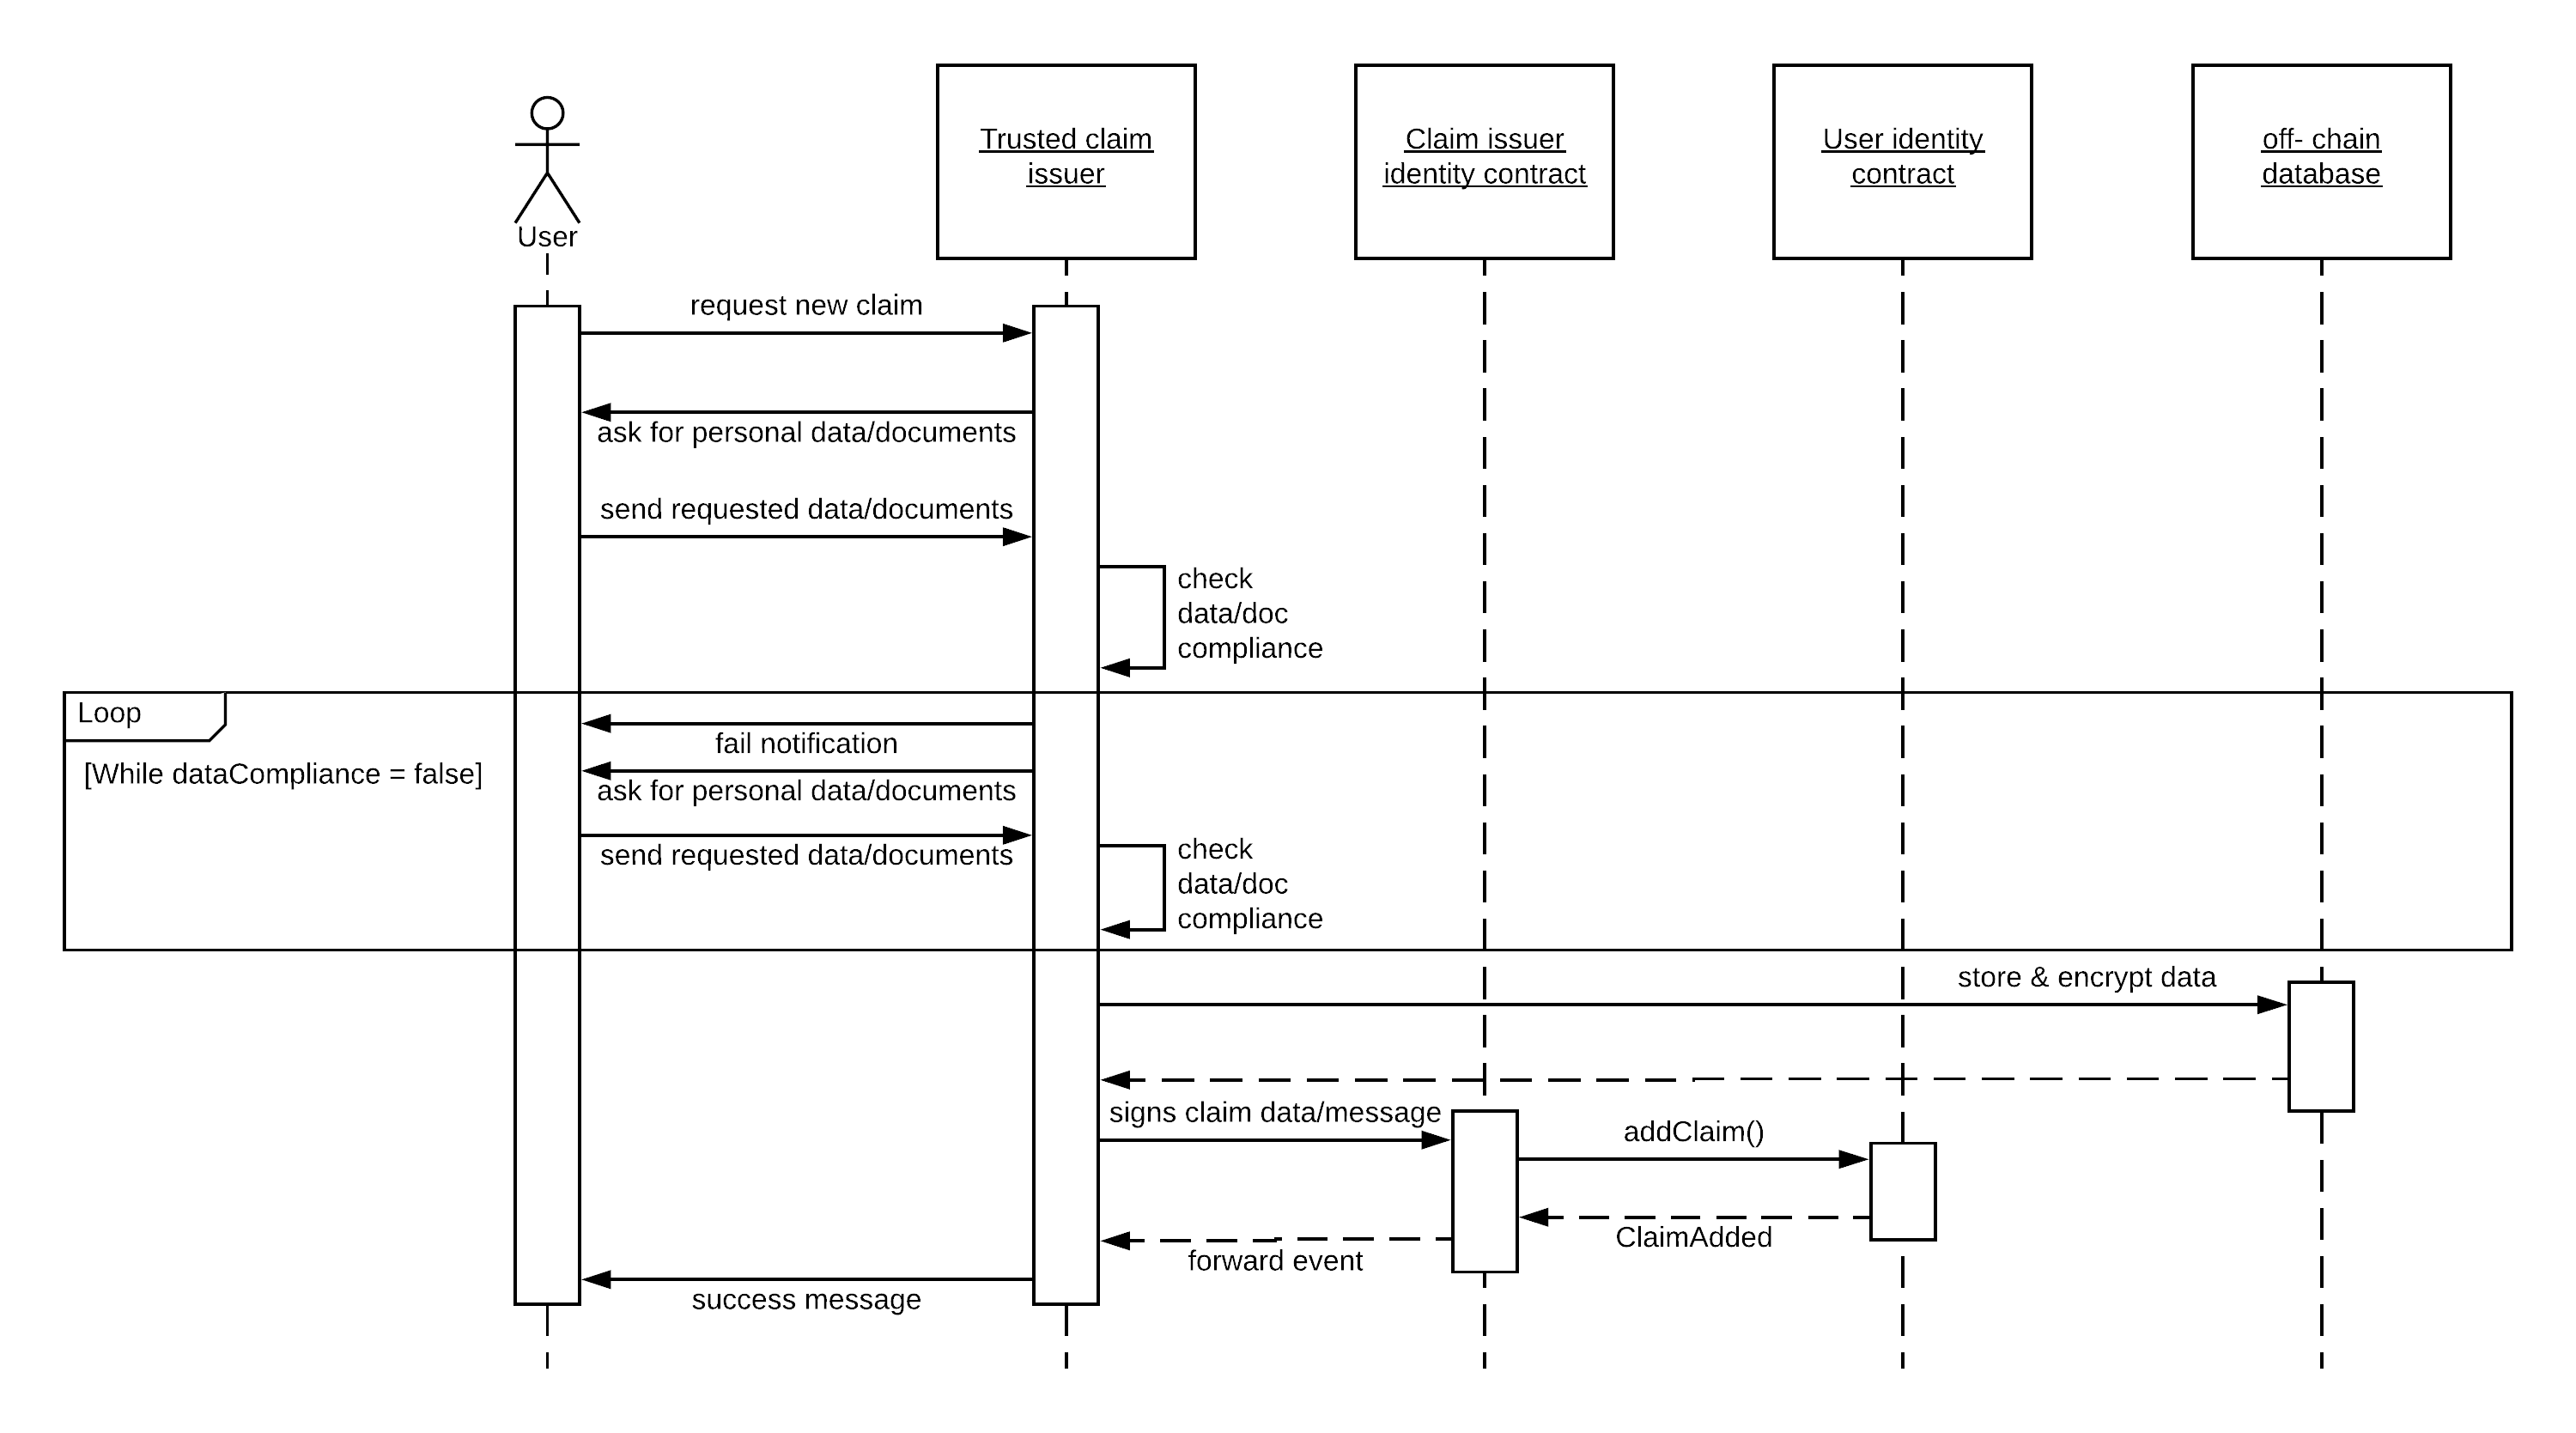 Trusted claim
issuer
Claim issuer
identity contract
User identity
contract
off- chain
database
User
request new claim
ask for personal data/documents
send requested data/documents
check
data/doc
compliance
Loop
fail notification
[While dataCompliance = false]
ask for personal data/documents
send requested data/documents
check
data/doc
compliance
store & encrypt data
signs claim data/message
addClaim()
ClaimAdded
forward event
success message